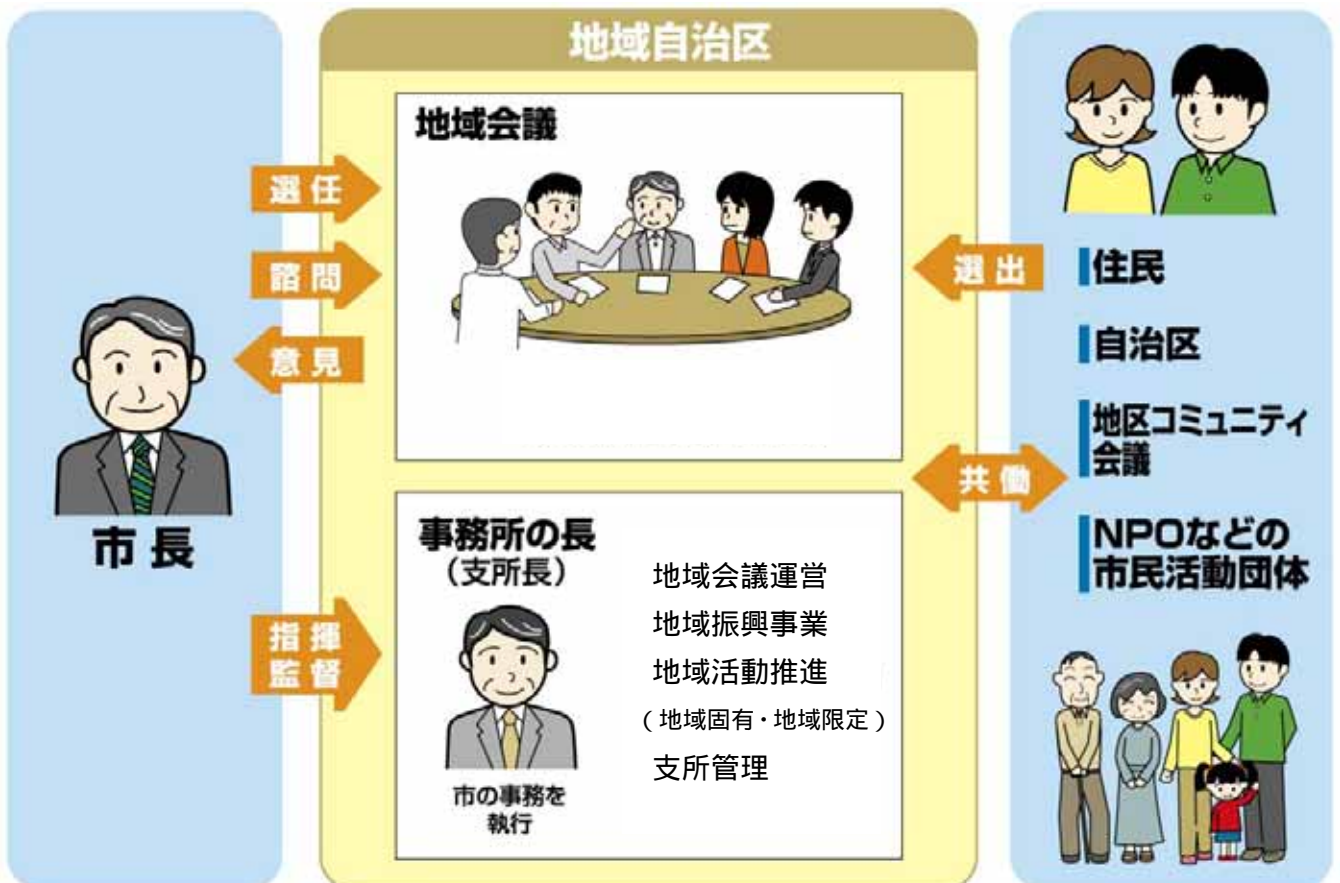 地域自治区
地域会議
選任
諮問
意見
市長
指揮
監督
事務所の長
（支所長）
市の事務を
執行
地域会議運営
地域振興事業
地域活動推進
（地域固有・地域限定）
支所管理
選出
共働
住民
自治区
地区コミュニティ
会議
NPOなどの
市民活動団体